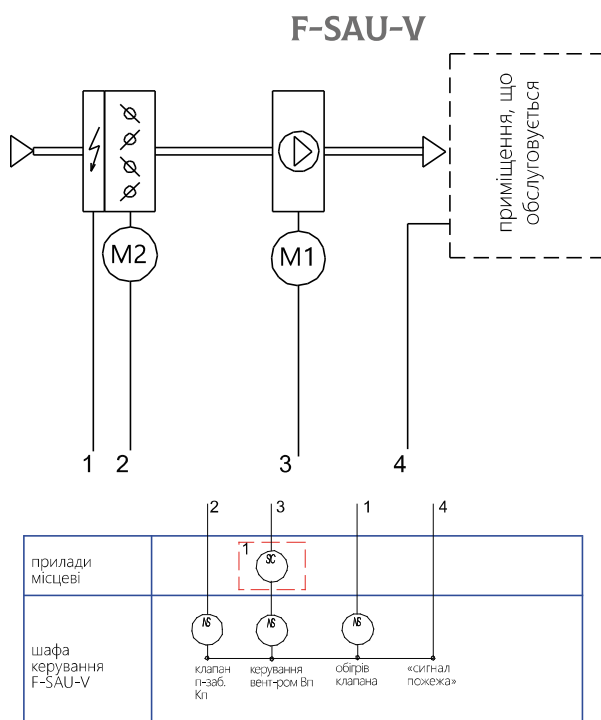 F-SAU-V
приміщення, що
обслуговується
M2
M1
1 2 3 4
2 3 1 4
прилади
місцеві
1
SC
шафа
керування
F-SAU-V
NS NS NS
клапан
п-заб.
Кп
керування
вент-ром Вп
обігрів
клапана
«сигнал
пожежа»